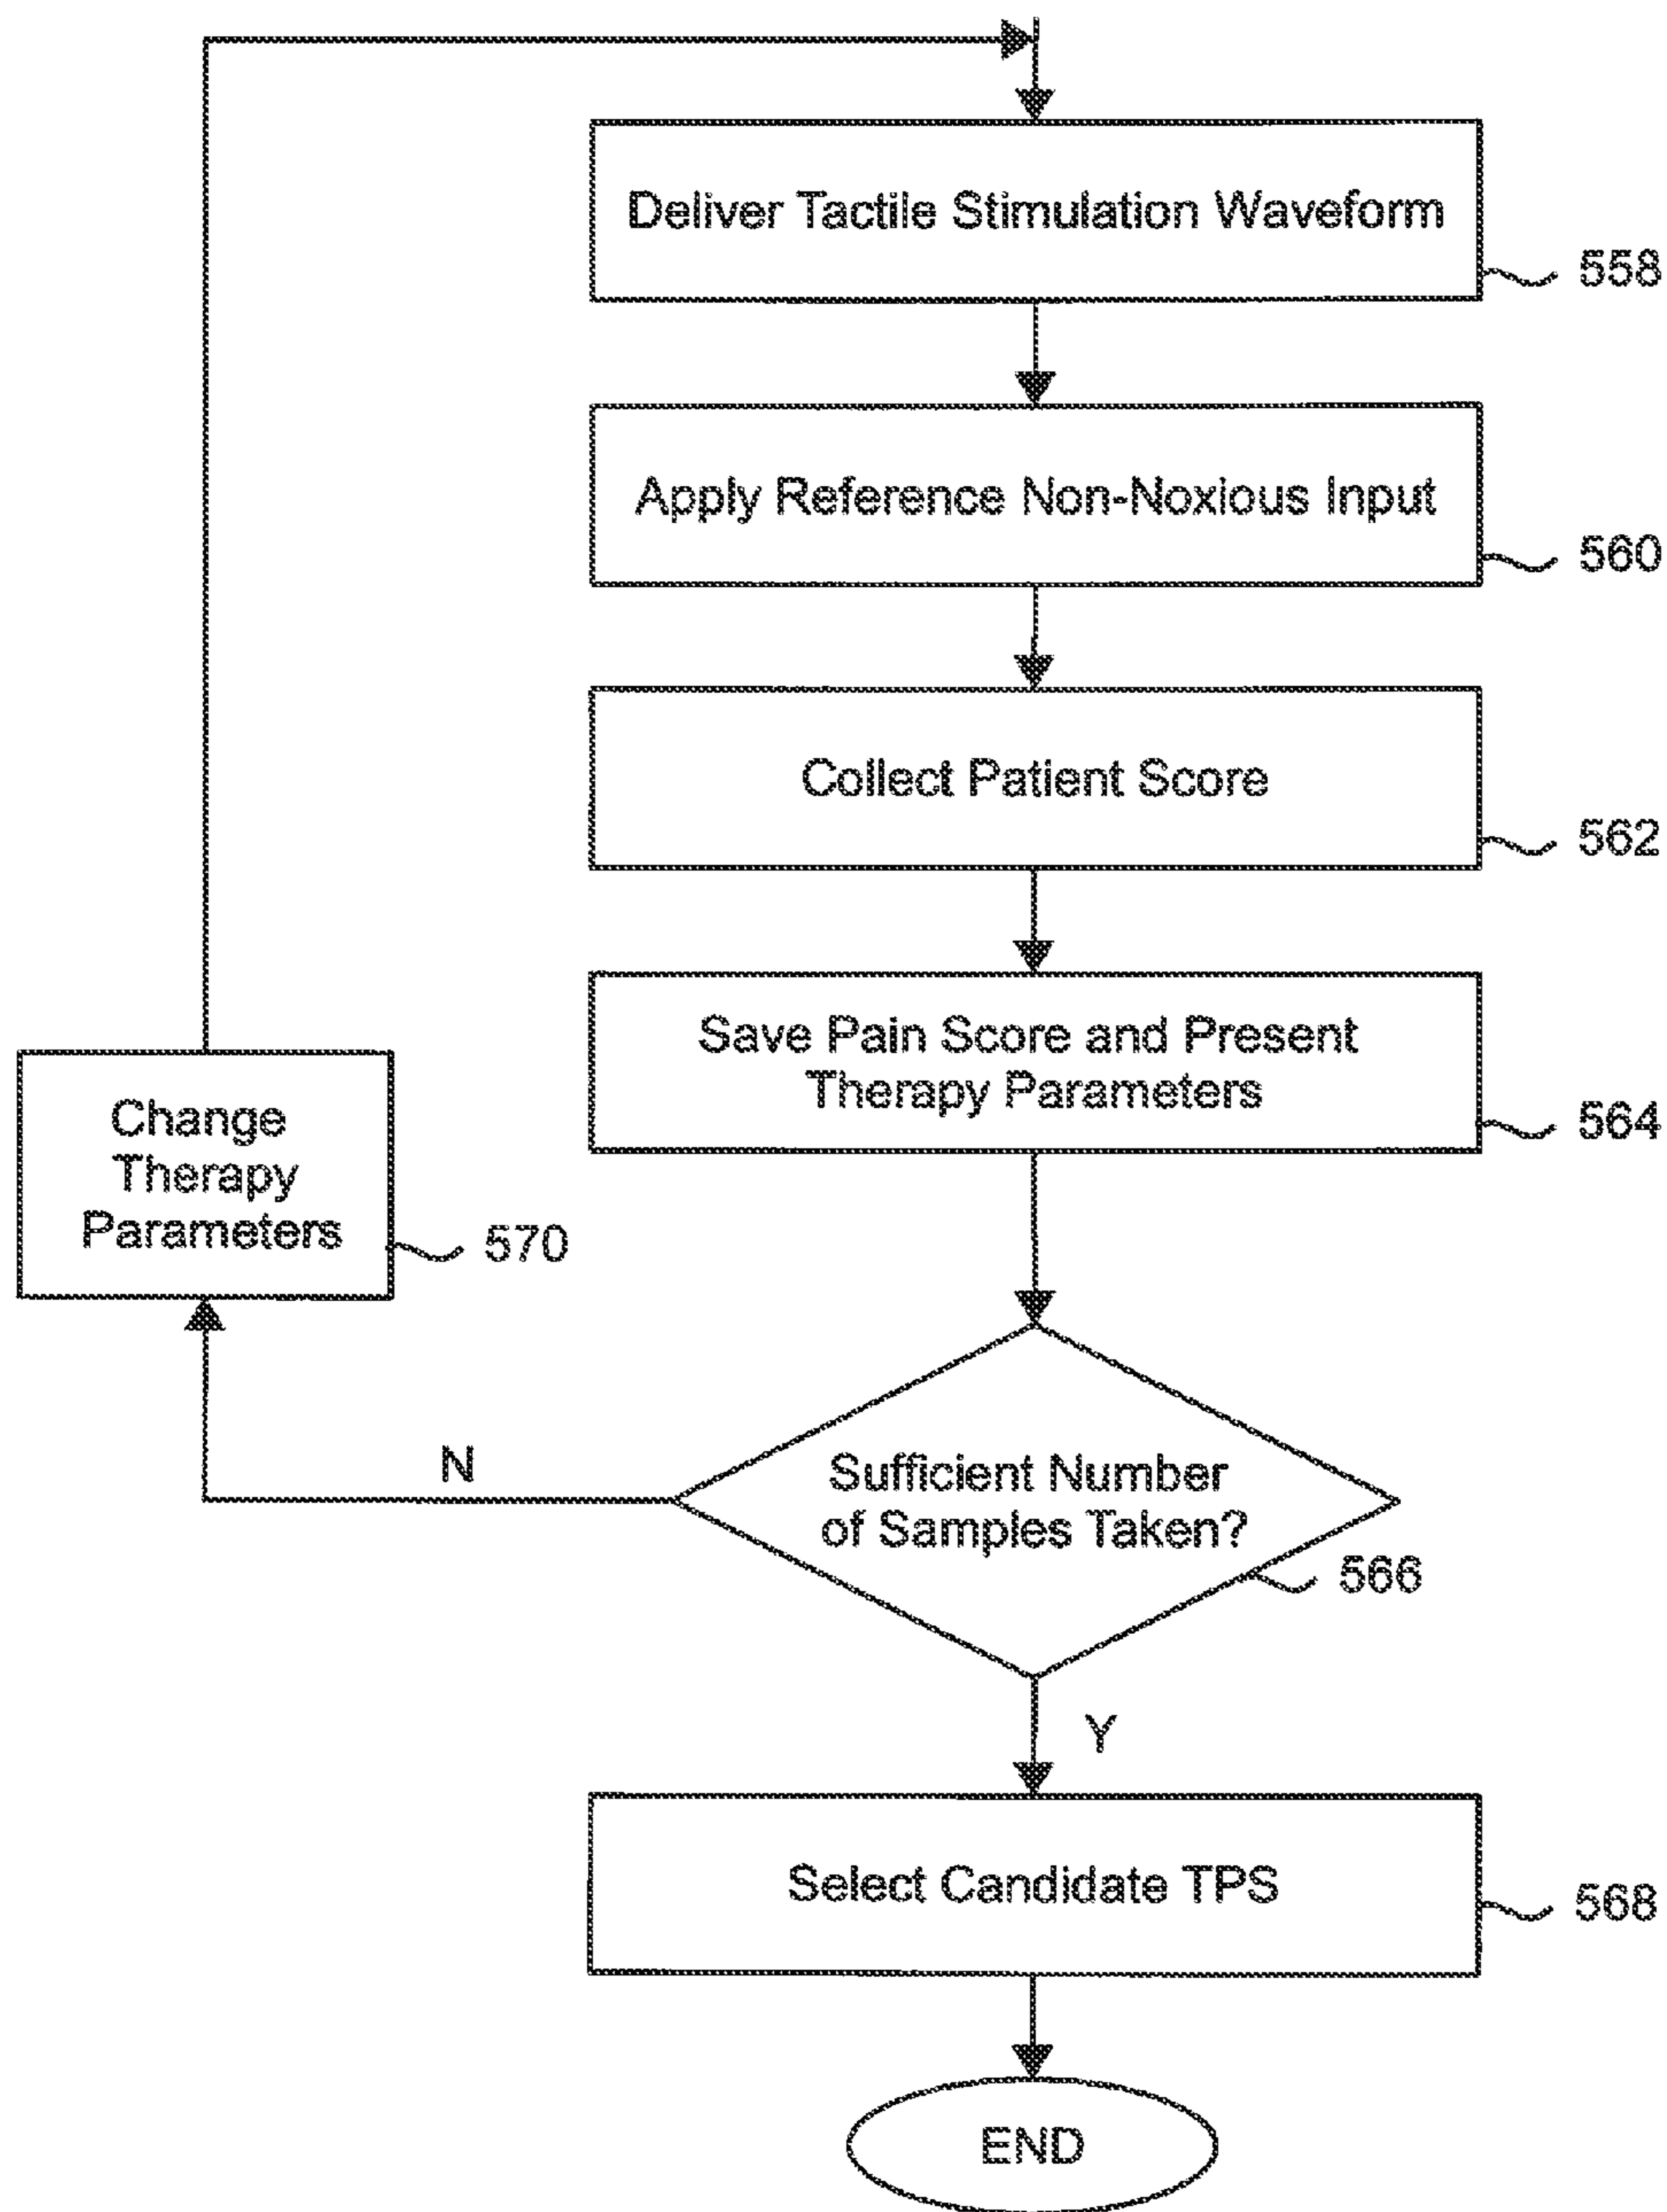 Deliver Tactile Stimulation Waveform
558
Apply Reference Non-Noxious Input
560
Collect Patient Score
562
Save Pain Score and Present
Therapy Parameters
564
Change
Therapy
Parameters
570
N
Sufficient Number
of Samples Taken?
566
Y
Select Candidate TPS
568
END